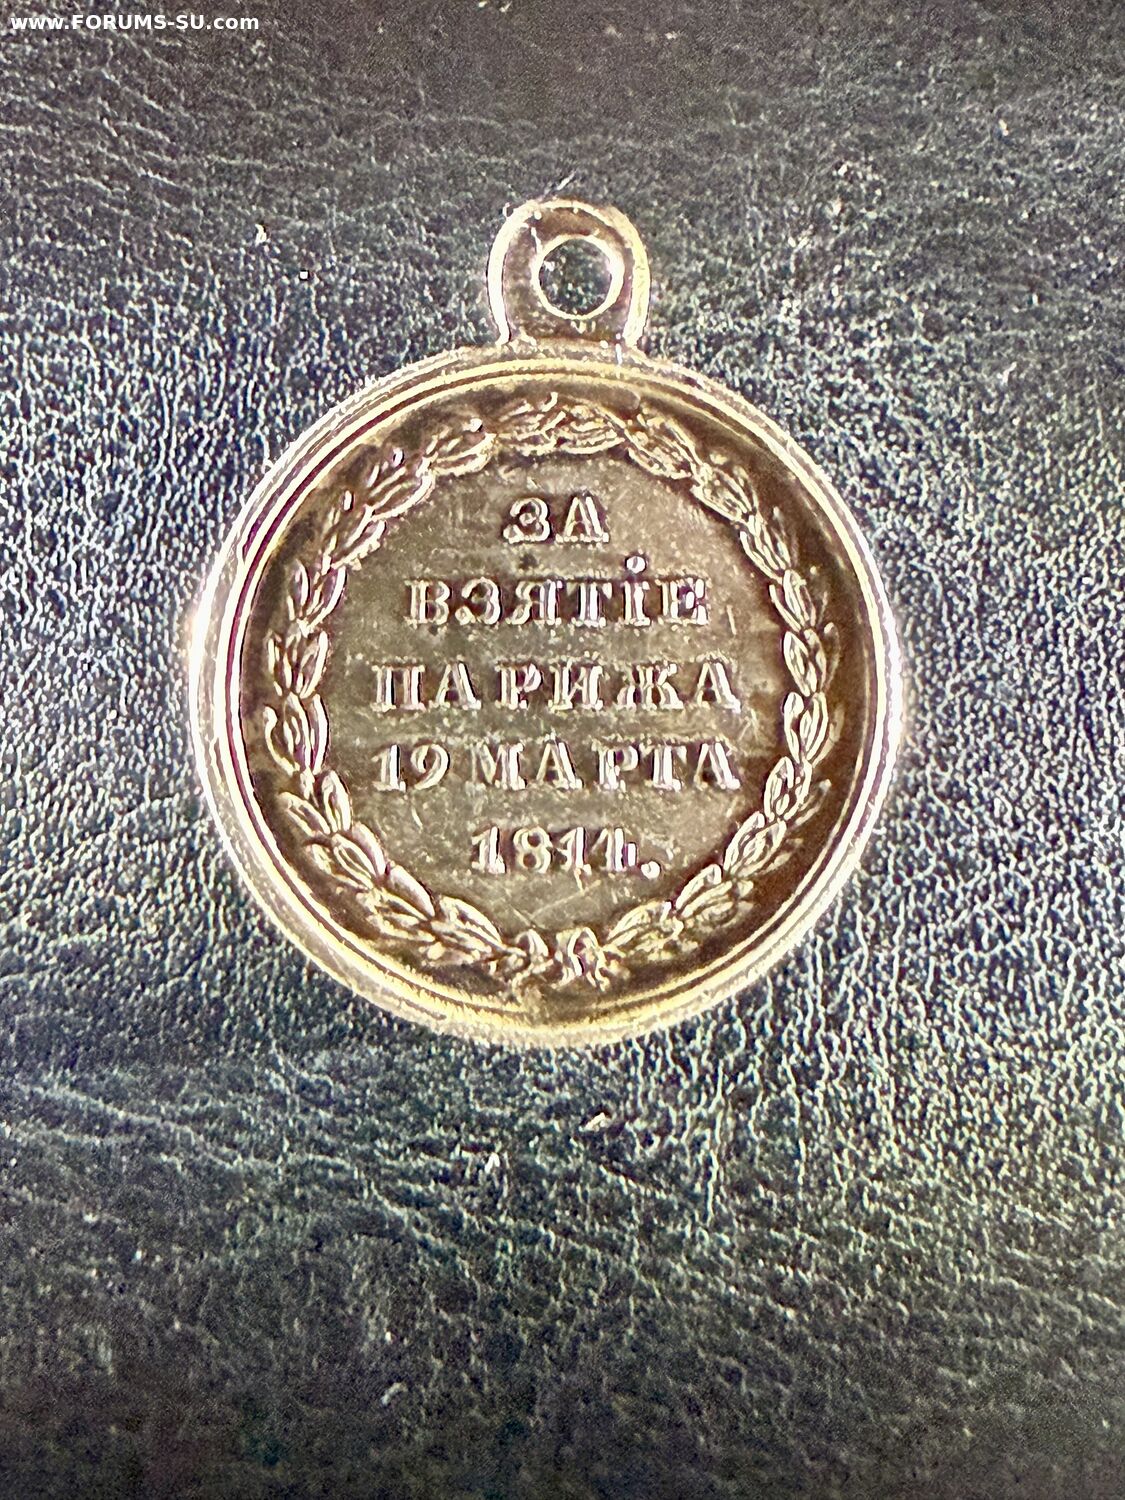 www.FORUMS-SU.com
ЗА
ВЗЯТІЕ
ПАРИЖА
19 МАРТА
1814.